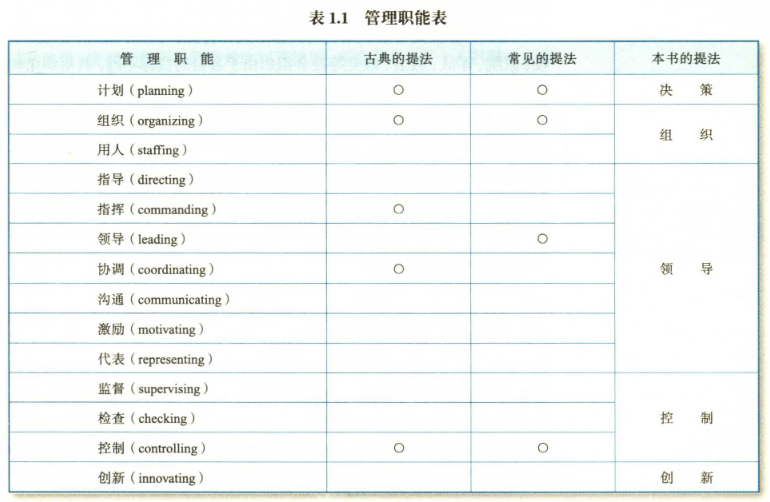 表 1.1 管理职能表
管理职能 古典的提法 常见的提法 本书的提法
计划（planning） ○ ○ 决策
组织（organizing） ○ ○ 组织
用人（staffing）
指导（directing）
指挥（commanding） ○
领导（leading） ○
协调（coordinating） ○ 领导
沟通（communicating）
激励（motivating）
代表（representing）
监督（supervising）
检查（checking） 控制
控制（controlling） ○ ○
创新（innovating） 创新